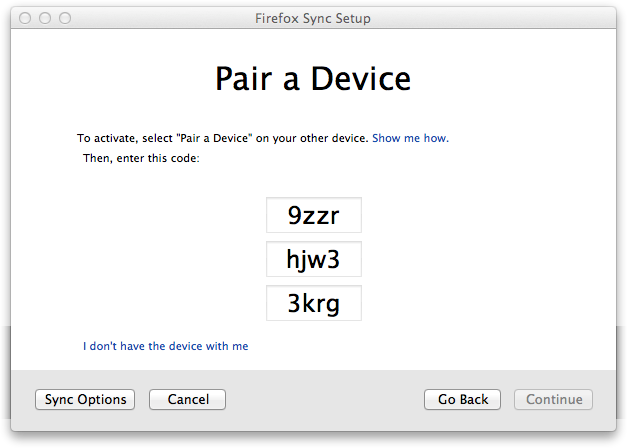 Firefox Sync Setup
Pair a Device
To activate, select "Pair a Device" on your other device. Show me how.
Then, enter this code:
9zzr
hjw3
3krg
I don't have the device with me
Sync Options Cancel Go Back Continue